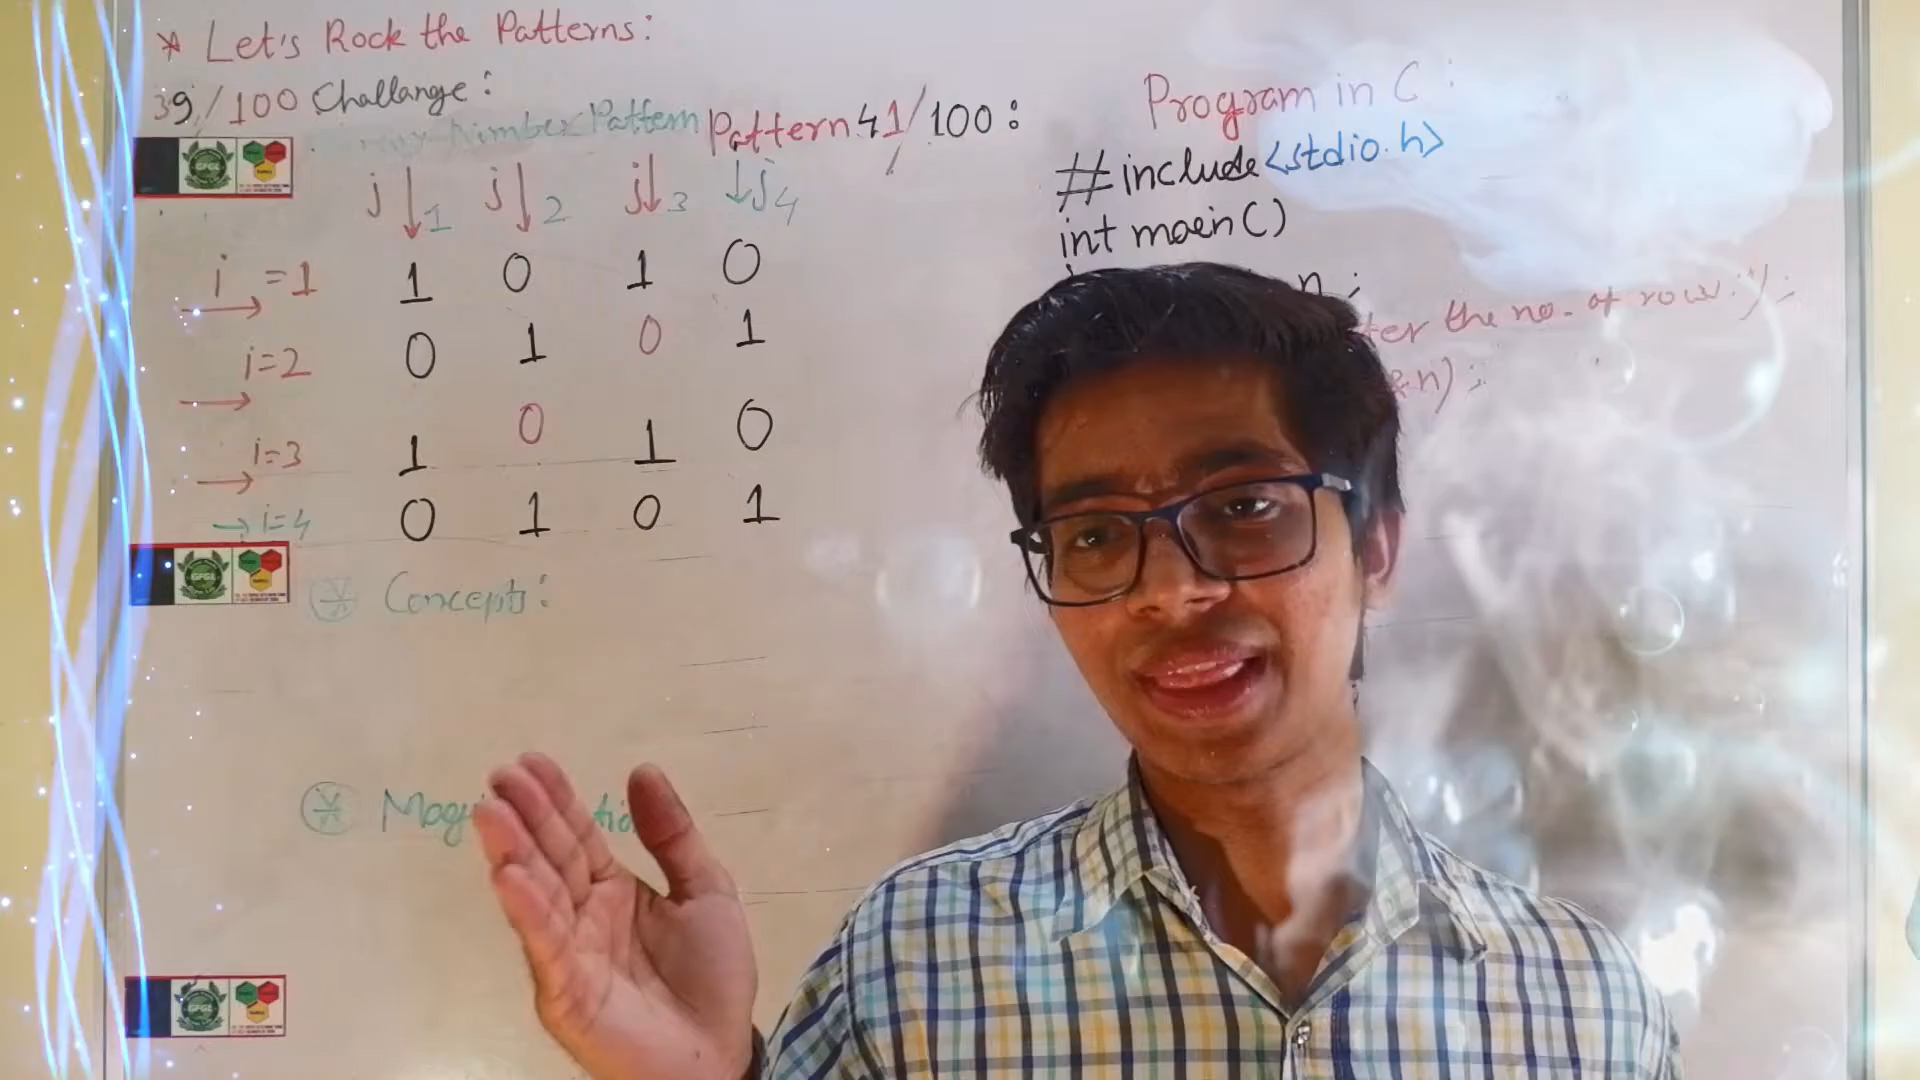 * Let's Rock the Patterns:
39/100 Challange:
Number Pattern Pattern 41/100:
j↓1 j↓2 j↓3 ↓j4
i =1 1 0 1 0
i=2 0 1 0 1
i=3 1 0 1 0
→ i=4 0 1 0 1
Concepts:
Program in C:
#include <stdio.h>
int main()
n;
ter the no. of row:");
&n);